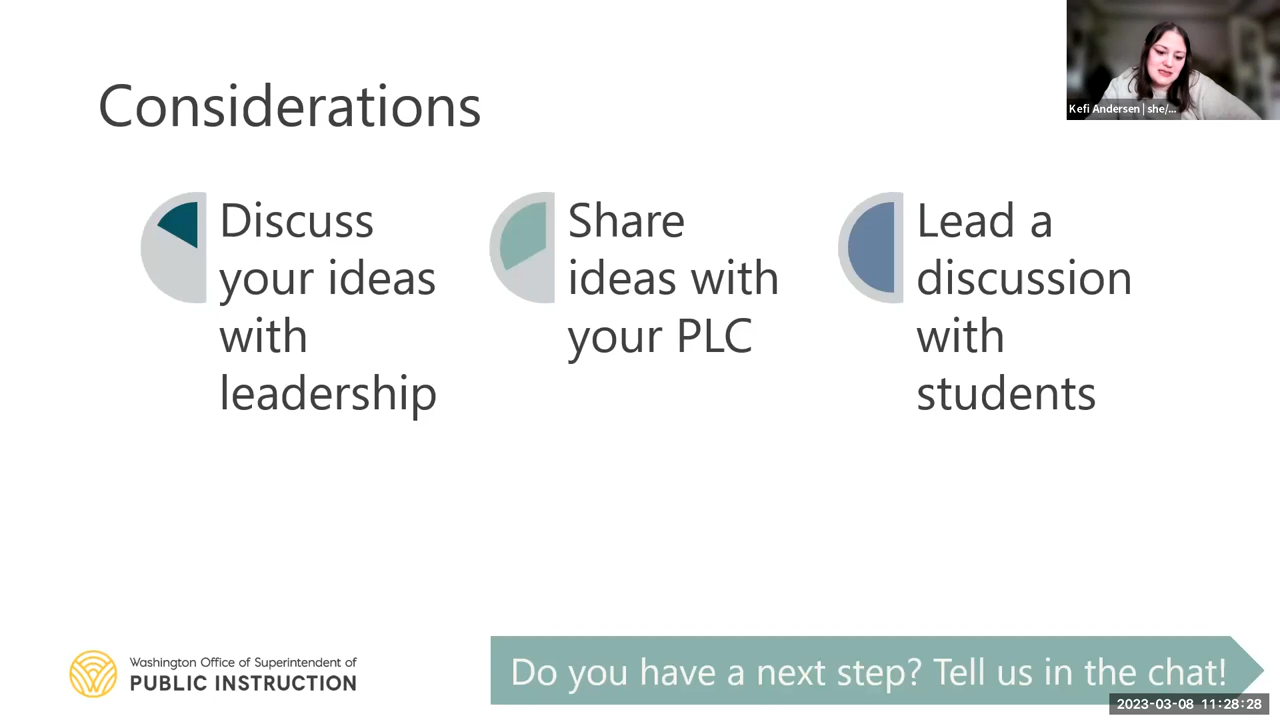 Considerations
Kefi Andersen | she/...
Discuss
your ideas
with
leadership
Share
ideas with
your PLC
Lead a
discussion
with
students
Washington Office of Superintendent of
PUBLIC INSTRUCTION
Do you have a next step? Tell us in the chat!
2023-03-08 11:28:28